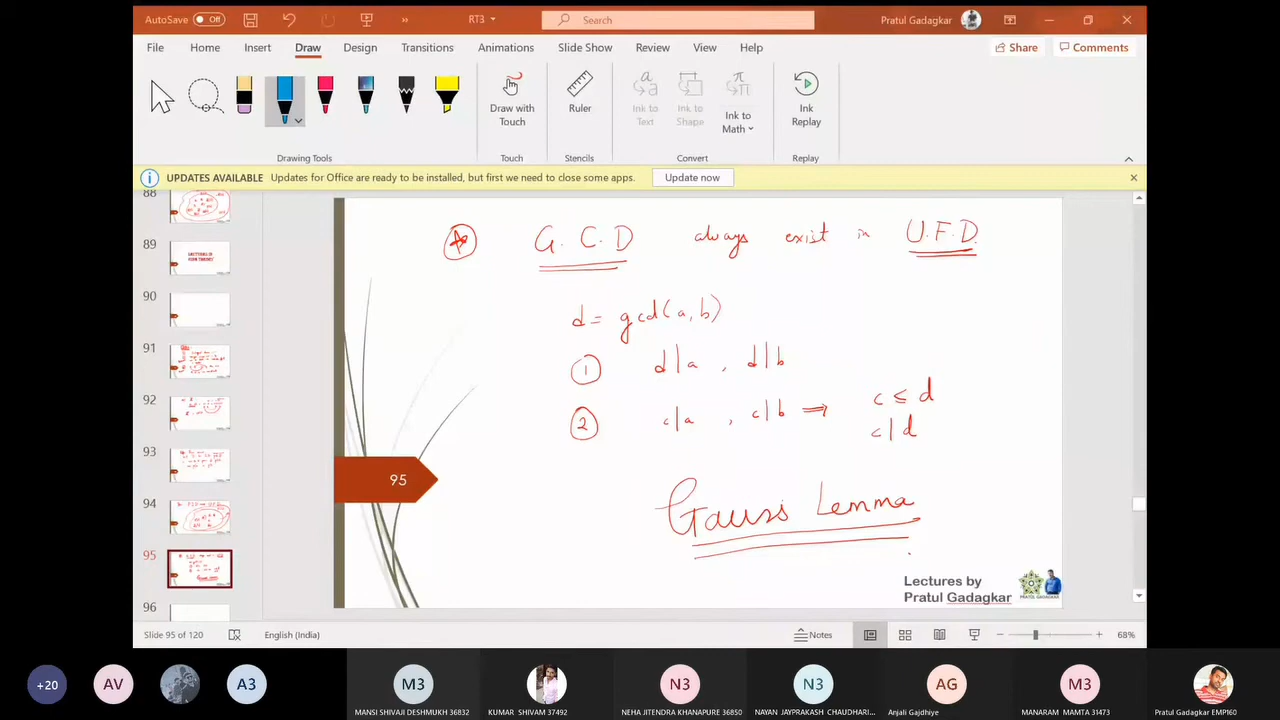 AutoSave Off RT3 Search Pratul Gadagkar
File Home Insert Draw Design Transitions Animations Slide Show Review View Help Share Comments
Draw with Touch
Ruler
Ink to Text
Ink to Shape
Ink to Math
Ink Replay
Drawing Tools Touch Stencils Convert Replay
UPDATES AVAILABLE Updates for Office are ready to be installed, but first we need to close some apps. Update now
88
89
90
91
92
93
94
95
96
G.C.D always exist in U.F.D.
d = gcd(a, b)
① d|a , d|b
② c|a , c|b ⇒ c ≤ d
c|d
95
Gauss Lemma
Lectures by
Pratul Gadagkar
PRATUL GADAGKAR
Slide 95 of 120 English (India) Notes 68%
+20 AV A3 M3 N3 N3 AG M3
MANSI SHIVAJI DESHMUKH 36832 KUMAR SHIVAM 37492 NEHA JITENDRA KHANAPURE 36850 NAYAN JAYPRAKASH CHAUDHARI... Anjali Gajdhiye MANARAM MAMTA 31473 Pratul Gadagkar EMP160